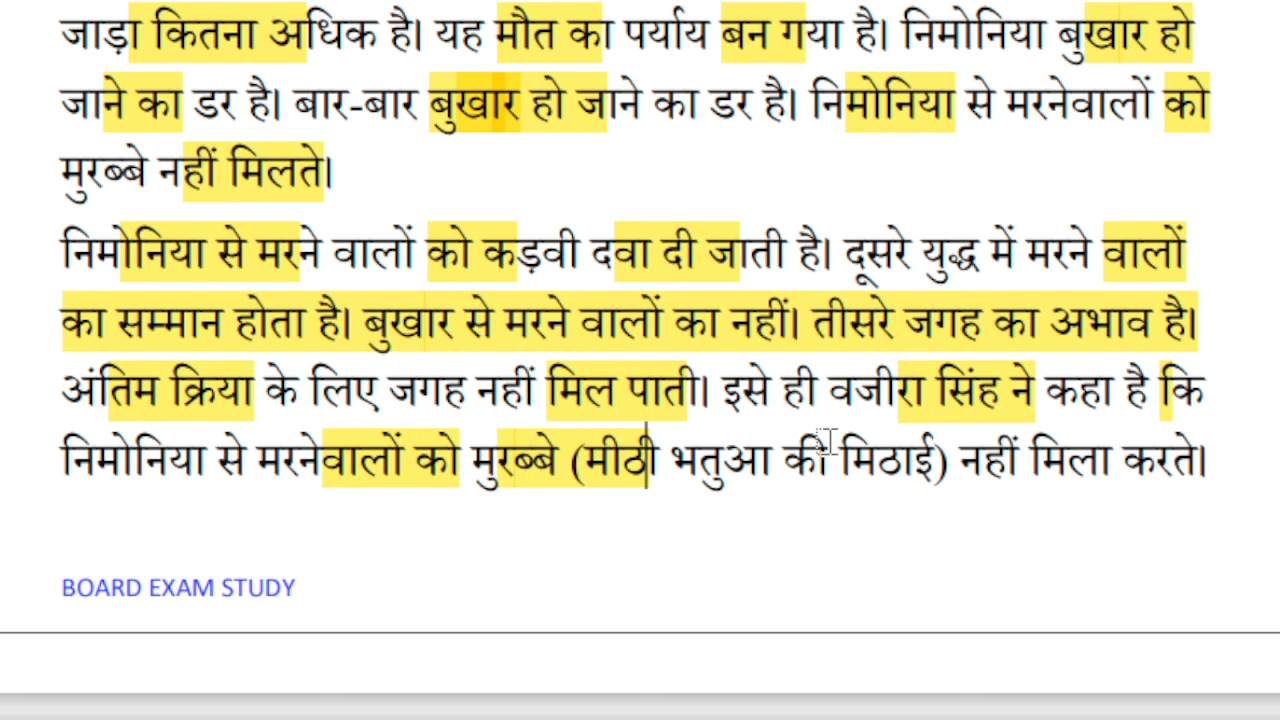 जाड़ा कितना अधिक है। यह मौत का पर्याय बन गया है। निमोनिया बुखार हो
जाने का डर है। बार-बार बुखार हो जाने का डर है। निमोनिया से मरनेवालों को
मुरब्बे नहीं मिलते।
निमोनिया से मरने वालों को कड़वी दवा दी जाती है। दूसरे युद्ध में मरने वालों
का सम्मान होता है। बुखार से मरने वालों का नहीं। तीसरे जगह का अभाव है।
अंतिम क्रिया के लिए जगह नहीं मिल पाती। इसे ही वजीरा सिंह ने कहा है कि
निमोनिया से मरनेवालों को मुरब्बे (मीठी भतुआ की मिठाई) नहीं मिला करते।
BOARD EXAM STUDY